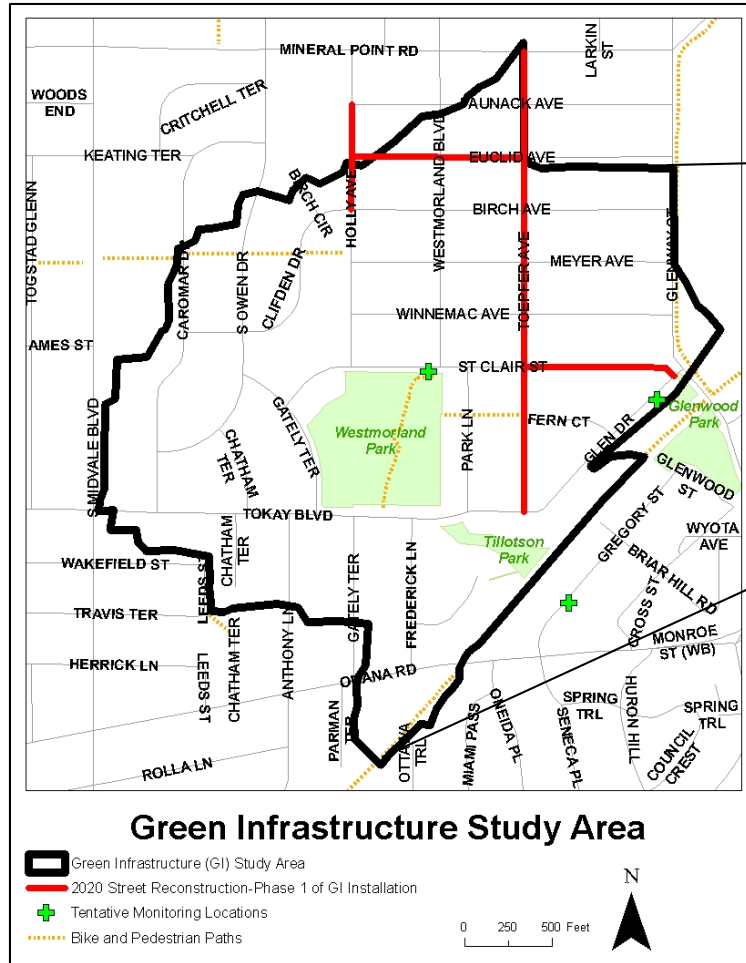 MINERAL POINT RD
LARKIN
ST
WOODS
END
CRITCHELL TER
AUNACK AVE
WESTMORLAND BLVD
KEATING TER
EUCLID AVE
BIRCH CIR
HOLLY AVE
BIRCH AVE
TOGSTAD GLENN
CAROMAR D
S OWEN DR
CLIFDEN DR
MEYER AVE
TOEPFER AVE
GLENWAY ST
WINNEMAC AVE
AMES ST
ST CLAIR ST
S MIDVALE BLVD
GATELY TER
CHATHAM
TER
Westmorland
Park
PARK LN
FERN CT
GLEN DR
Glenwood
Park
GLENWOOD
ST
TOKAY BLVD
GREGORY ST
WYOTA
AVE
CHATHAM
TER
WAKEFIELD ST
LEEDS ST
Tillotson
Park
BRIAR HILL RD
CROSS ST
TRAVIS TER
GATELY TER
FREDERICK LN
MONROE
ST (WB)
HERRICK LN
LEEDS ST
CHATHAM TER
ANTHONY LN
ORANA RD
PARMAN
TER
OTTAWA
TRL
MIAMI PASS
ONEIDA PL
SENECA PL
SPRING
TRL
HURON HILL
SPRING
TRL
COUNCIL
CREST
ROLLA LN
Green Infrastructure Study Area
Green Infrastructure (GI) Study Area
2020 Street Reconstruction-Phase 1 of GI Installation
Tentative Monitoring Locations
Bike and Pedestrian Paths
N
0 250 500 Feet